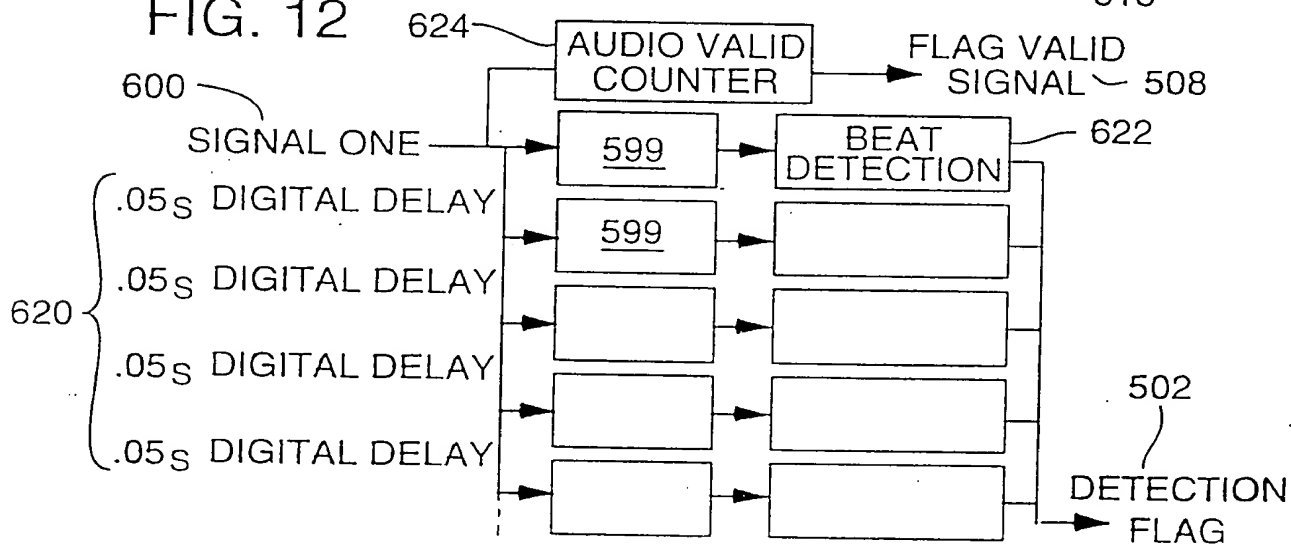 FIG. 12
624
AUDIO VALID
COUNTER
FLAG VALID
SIGNAL
508
600
SIGNAL ONE
599
BEAT
DETECTION
622
.05s DIGITAL DELAY
599
.05s DIGITAL DELAY
620
.05s DIGITAL DELAY
.05s DIGITAL DELAY
502
DETECTION
FLAG